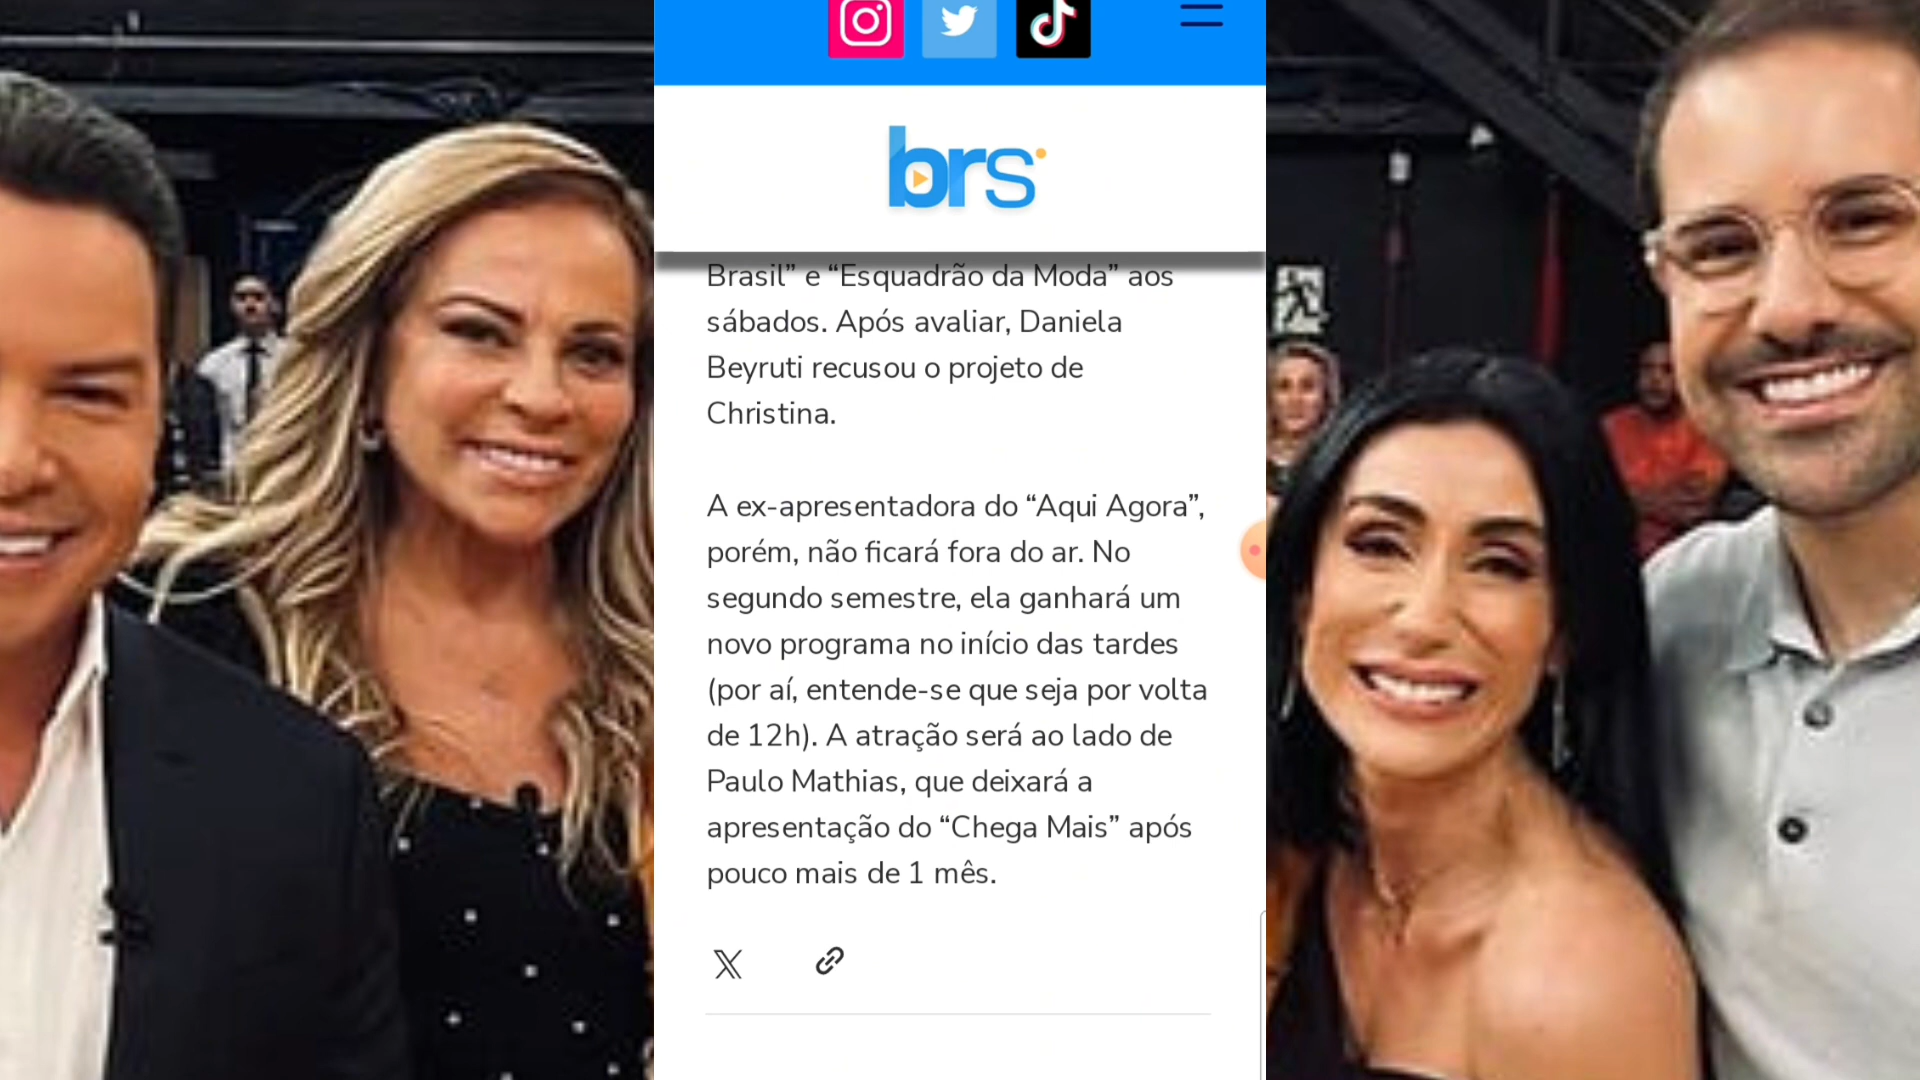 brs
Brasil” e “Esquadrão da Moda” aos
sábados. Após avaliar, Daniela
Beyruti recusou o projeto de
Christina.
A ex-apresentadora do “Aqui Agora”,
porém, não ficará fora do ar. No
segundo semestre, ela ganhará um
novo programa no início das tardes
(por aí, entende-se que seja por volta
de 12h). A atração será ao lado de
Paulo Mathias, que deixará a
apresentação do “Chega Mais” após
pouco mais de 1 mês.